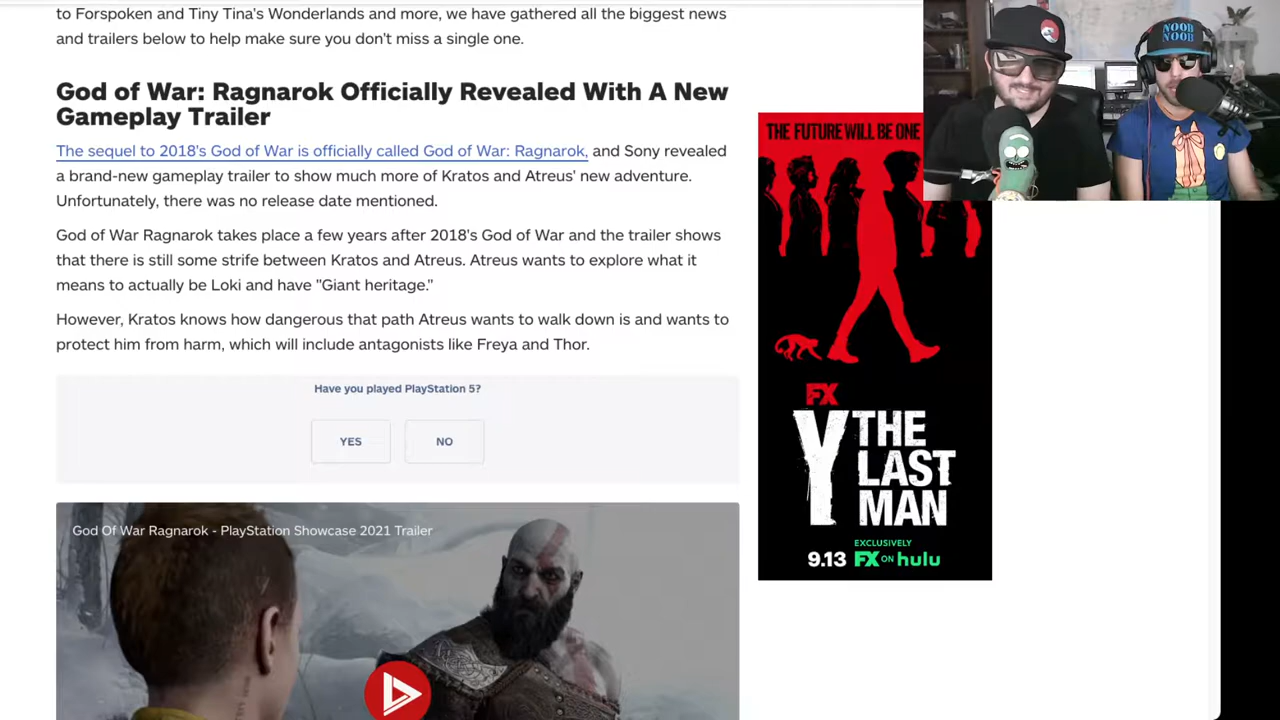 to Forspoken and Tiny Tina's Wonderlands and more, we have gathered all the biggest news
and trailers below to help make sure you don't miss a single one.
God of War: Ragnarok Officially Revealed With A New
Gameplay Trailer
The sequel to 2018's God of War is officially called God of War: Ragnarok, and Sony revealed
a brand-new gameplay trailer to show much more of Kratos and Atreus' new adventure.
Unfortunately, there was no release date mentioned.
God of War Ragnarok takes place a few years after 2018's God of War and the trailer shows
that there is still some strife between Kratos and Atreus. Atreus wants to explore what it
means to actually be Loki and have "Giant heritage."
However, Kratos knows how dangerous that path Atreus wants to walk down is and wants to
protect him from harm, which will include antagonists like Freya and Thor.
Have you played PlayStation 5?
YES
NO
God Of War Ragnarok - PlayStation Showcase 2021 Trailer
THE FUTURE WILL BE ONE
FX
Y THE
LAST
MAN
EXCLUSIVELY
9.13 FX ON hulu
NOOB
NOOB